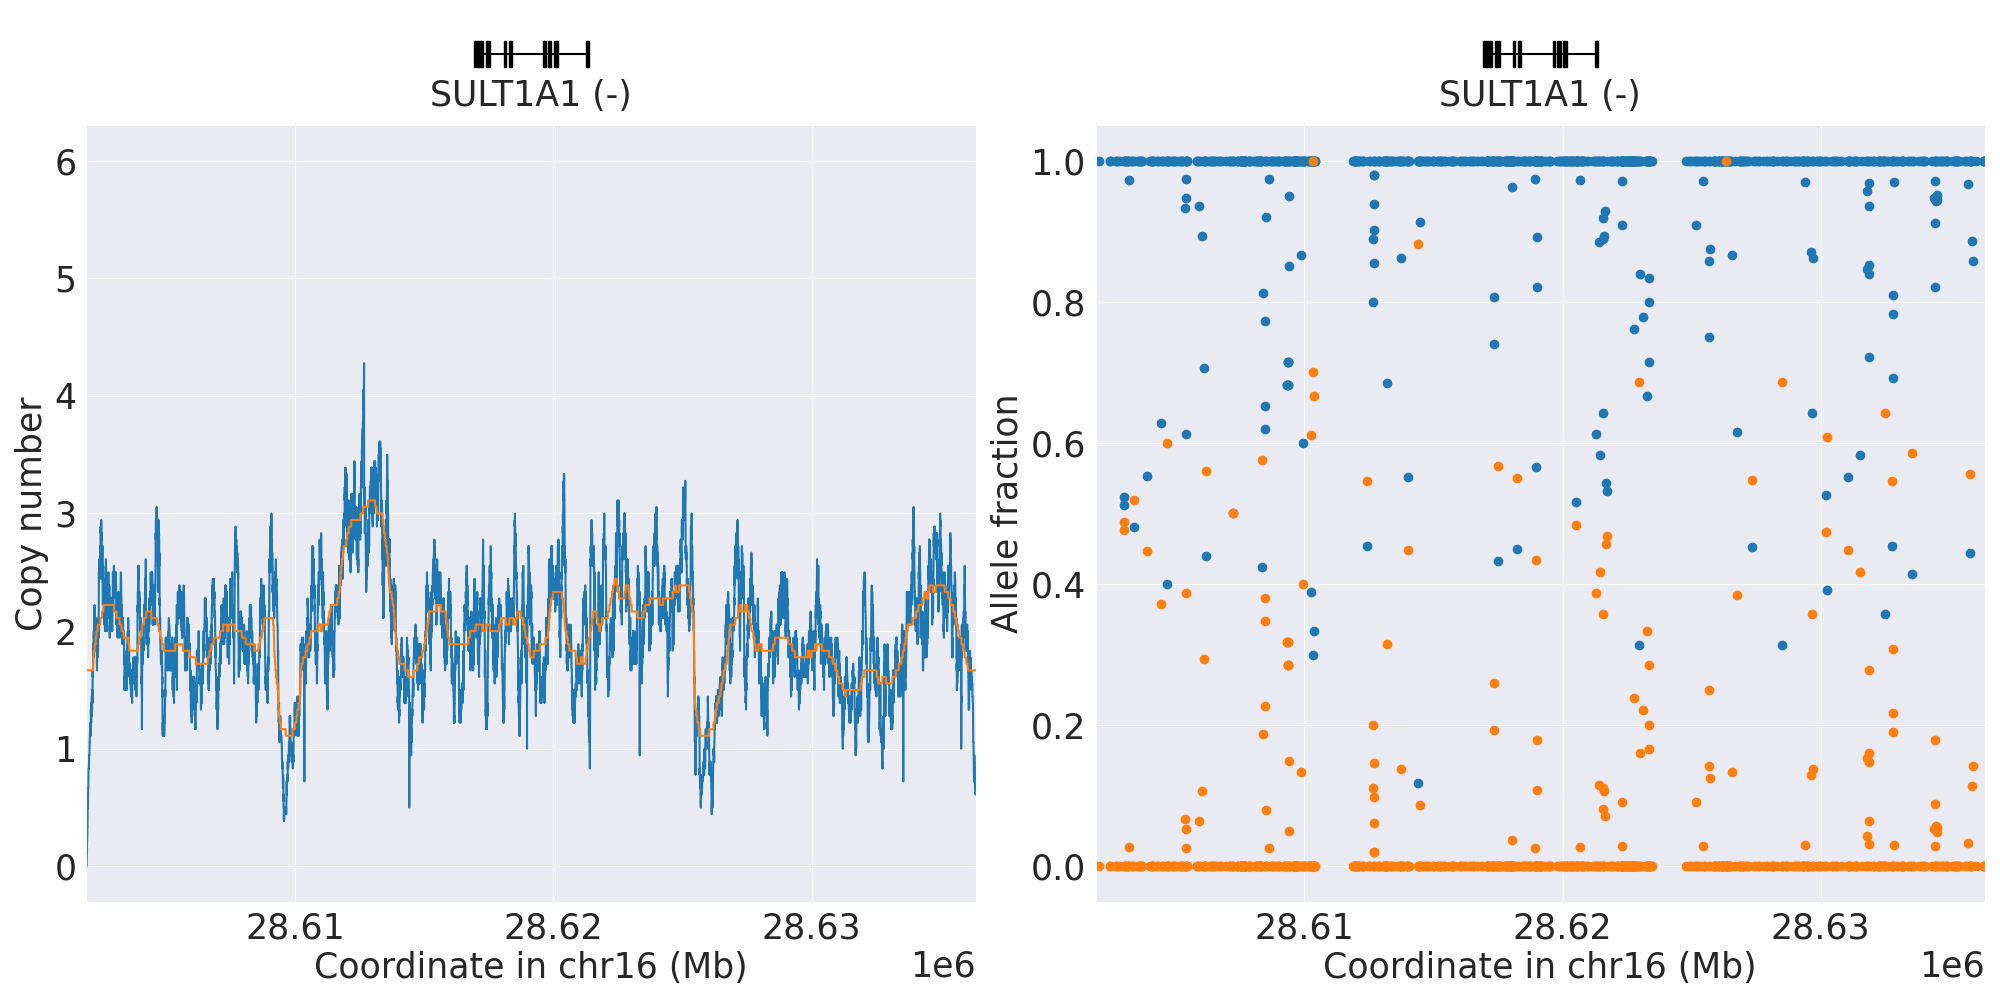 SULT1A1 (-)
6
5
4
3
2
1
0
Copy number
28.61
28.62
28.63
Coordinate in chr16 (Mb)
1e6
SULT1A1 (-)
1.0
0.8
0.6
0.4
0.2
0.0
Allele fraction
28.61
28.62
28.63
Coordinate in chr16 (Mb)
1e6